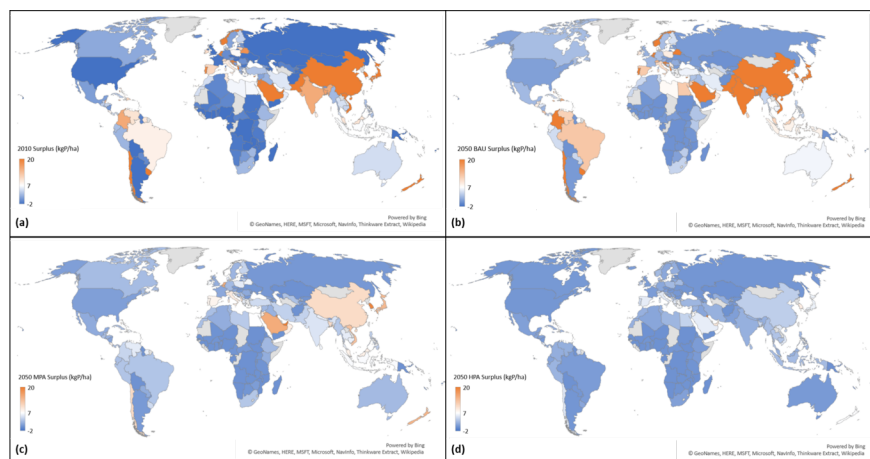 2010 Surplus (kgP/ha)
20
7
-2
(a)
Powered by Bing
© GeoNames, HERE, MSFT, Microsoft, NavInfo, Thinkware Extract, Wikipedia
2050 BAU Surplus (kgP/ha)
20
7
-2
(b)
Powered by Bing
© GeoNames, HERE, MSFT, Microsoft, NavInfo, Thinkware Extract, Wikipedia
2050 MPA Surplus (kgP/ha)
20
7
-2
(c)
Powered by Bing
© GeoNames, HERE, MSFT, Microsoft, NavInfo, Thinkware Extract, Wikipedia
2050 HPA Surplus (kgP/ha)
20
7
-2
(d)
Powered by Bing
© GeoNames, HERE, MSFT, Microsoft, NavInfo, Thinkware Extract, Wikipedia